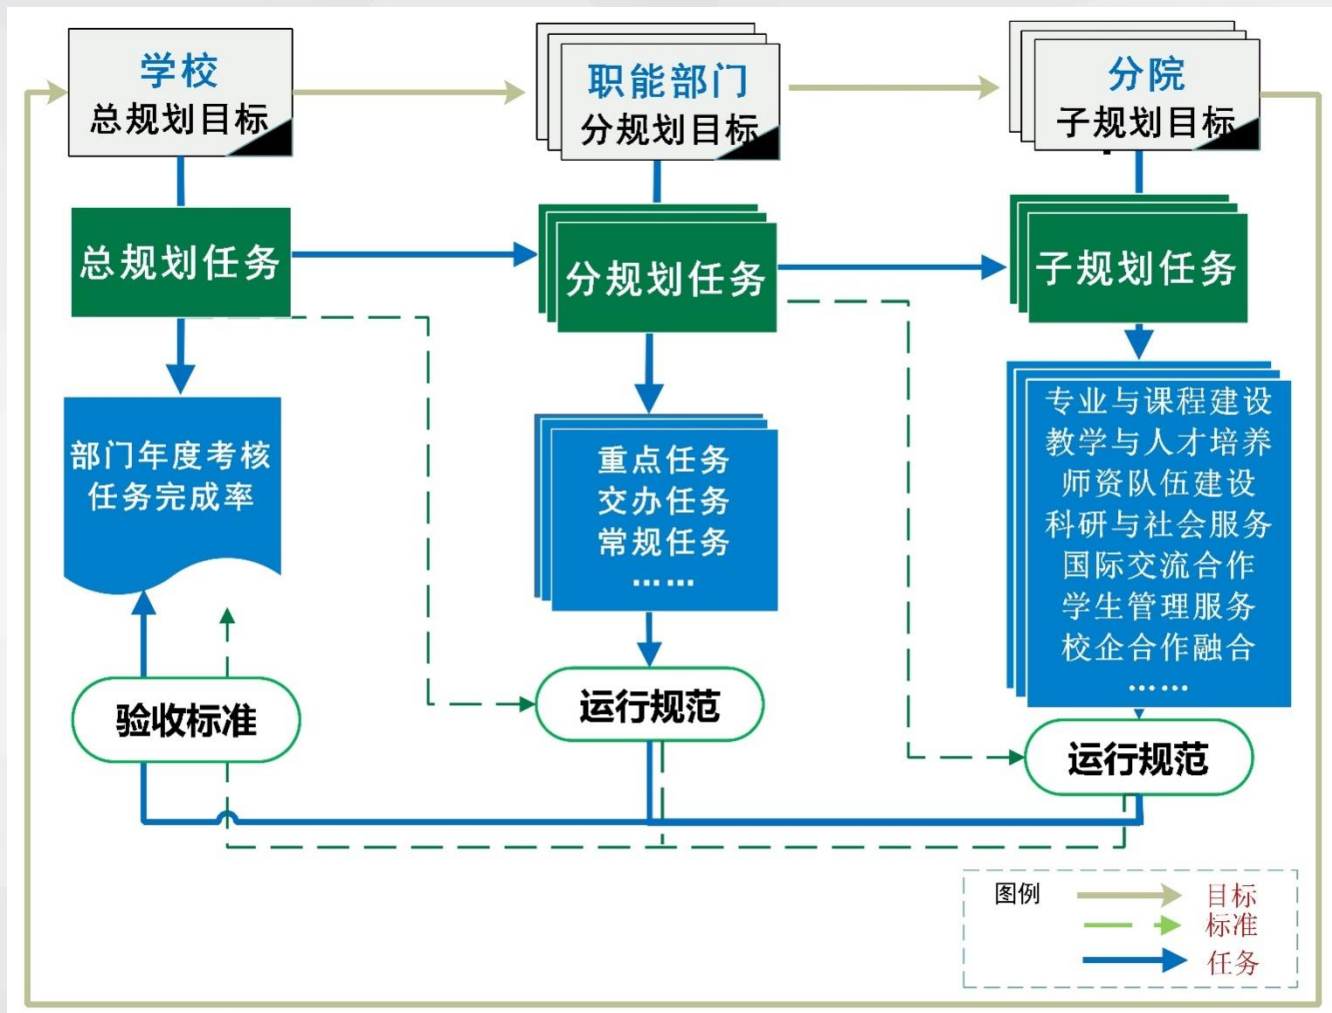 学校
总规划目标
职能部门
分规划目标
分院
子规划目标
总规划任务
分规划任务
子规划任务
部门年度考核
任务完成率
重点任务
交办任务
常规任务
……
专业与课程建设
教学与人才培养
师资队伍建设
科研与社会服务
国际交流合作
学生管理服务
校企合作融合
……
验收标准
运行规范
运行规范
图例
目标
标准
任务